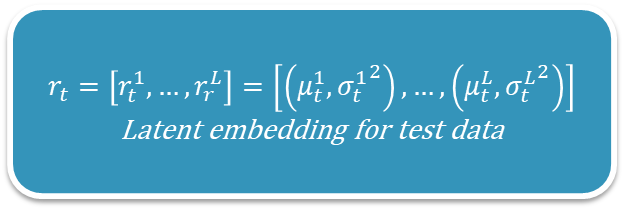 r_t = [r_t^1, … , r_r^L] = [(μ_t^1, σ_t^{1^2}), … , (μ_t^L, σ_t^{L^2})]
Latent embedding for test data